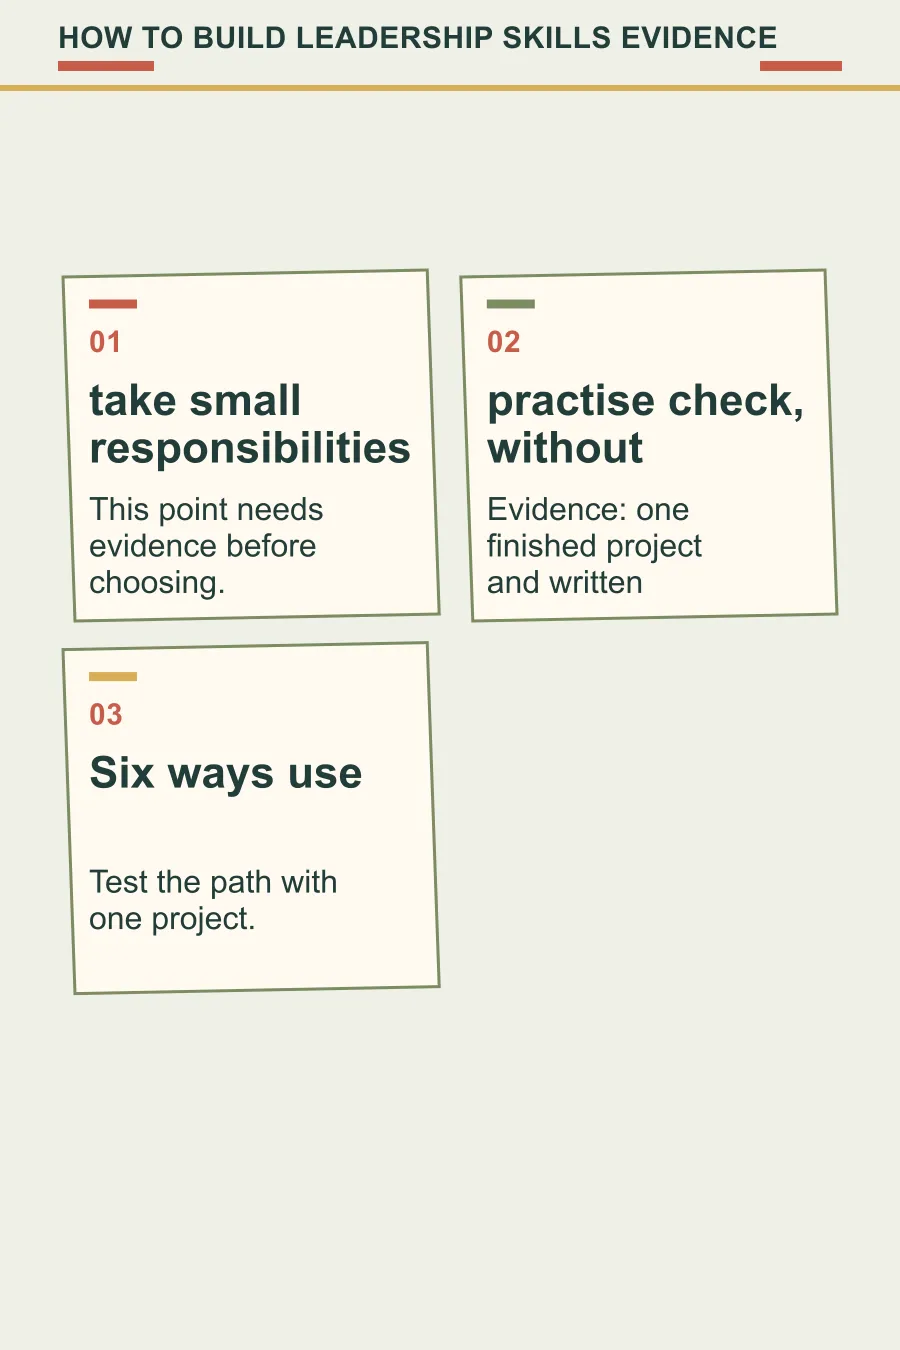 HOW TO BUILD LEADERSHIP SKILLS EVIDENCE
01
take small
responsibilities
This point needs
evidence before
choosing.
02
practise check,
without
Evidence: one
finished project
and written
03
Six ways use
Test the path with
one project.